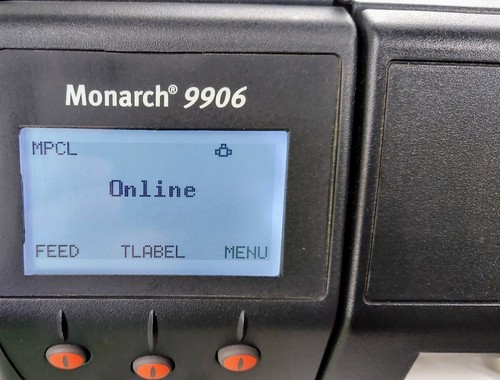 Monarch® 9906
MPCL
Online
FEED TLABEL MENU